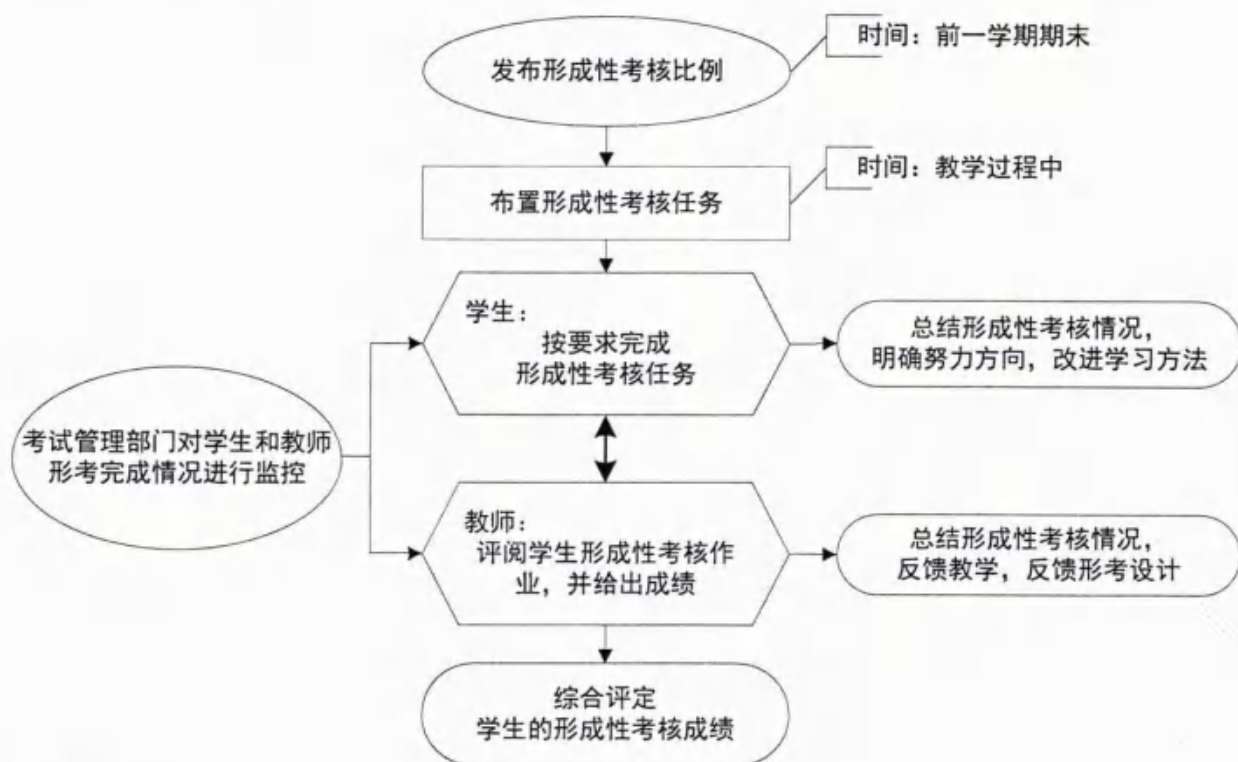 发布形成性考核比例
时间：前一学期期末
布置形成性考核任务
时间：教学过程中
学生：
按要求完成
形成性考核任务
总结形成性考核情况，
明确努力方向，改进学习方法
考试管理部门对学生和教师
形考完成情况进行监控
教师：
评阅学生形成性考核作
业，并给出成绩
总结形成性考核情况，
反馈教学，反馈形考设计
综合评定
学生的形成性考核成绩